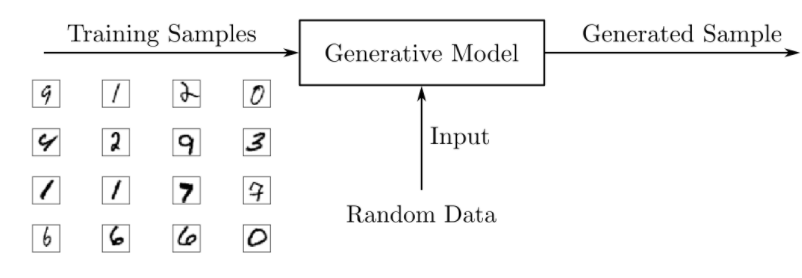 Training Samples
Generative Model
Generated Sample
9 1 2 0
4 2 9 3
Input
1 1 7 7
Random Data
6 6 6 0